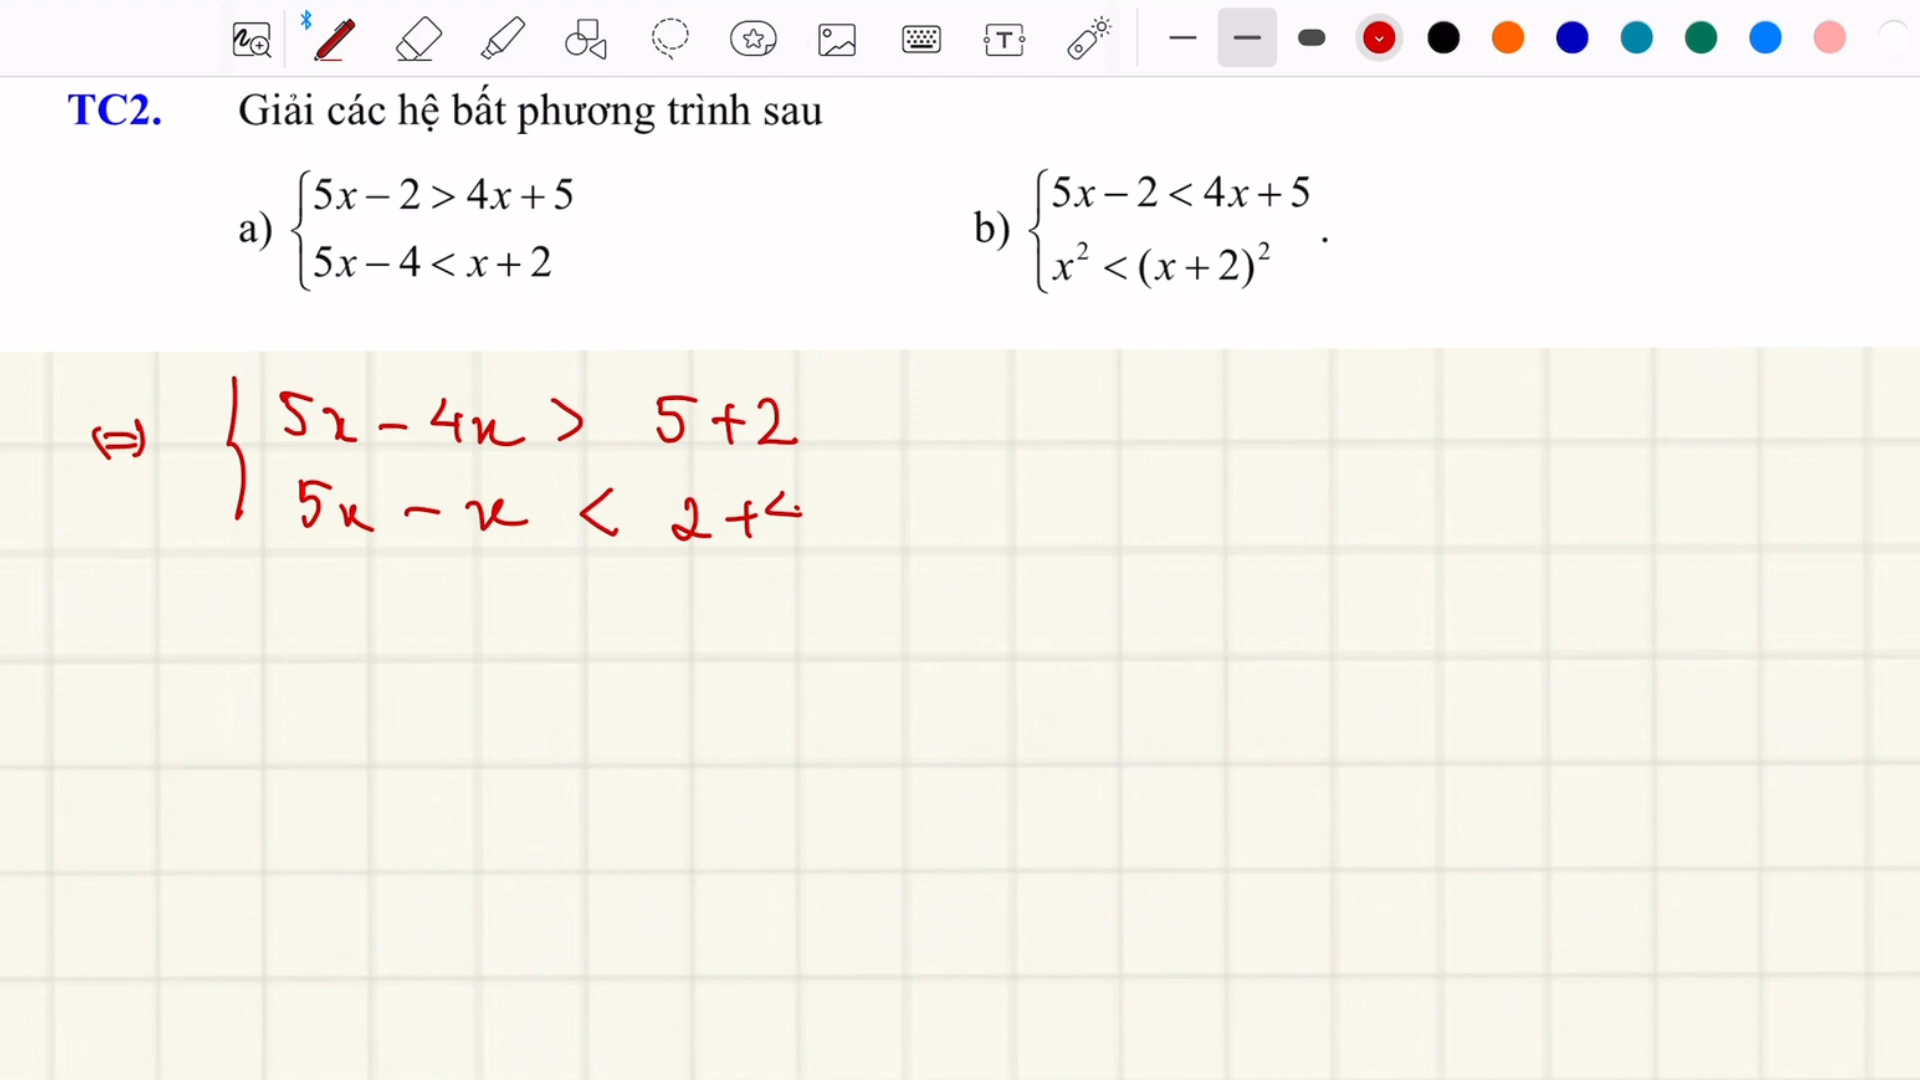 TC2. Giải các hệ bất phương trình sau
a) { 5x − 2 > 4x + 5
5x − 4 < x + 2
b) { 5x − 2 < 4x + 5
x² < (x + 2)² .
⇔ { 5x − 4x > 5 + 2
5x − x < 2 +